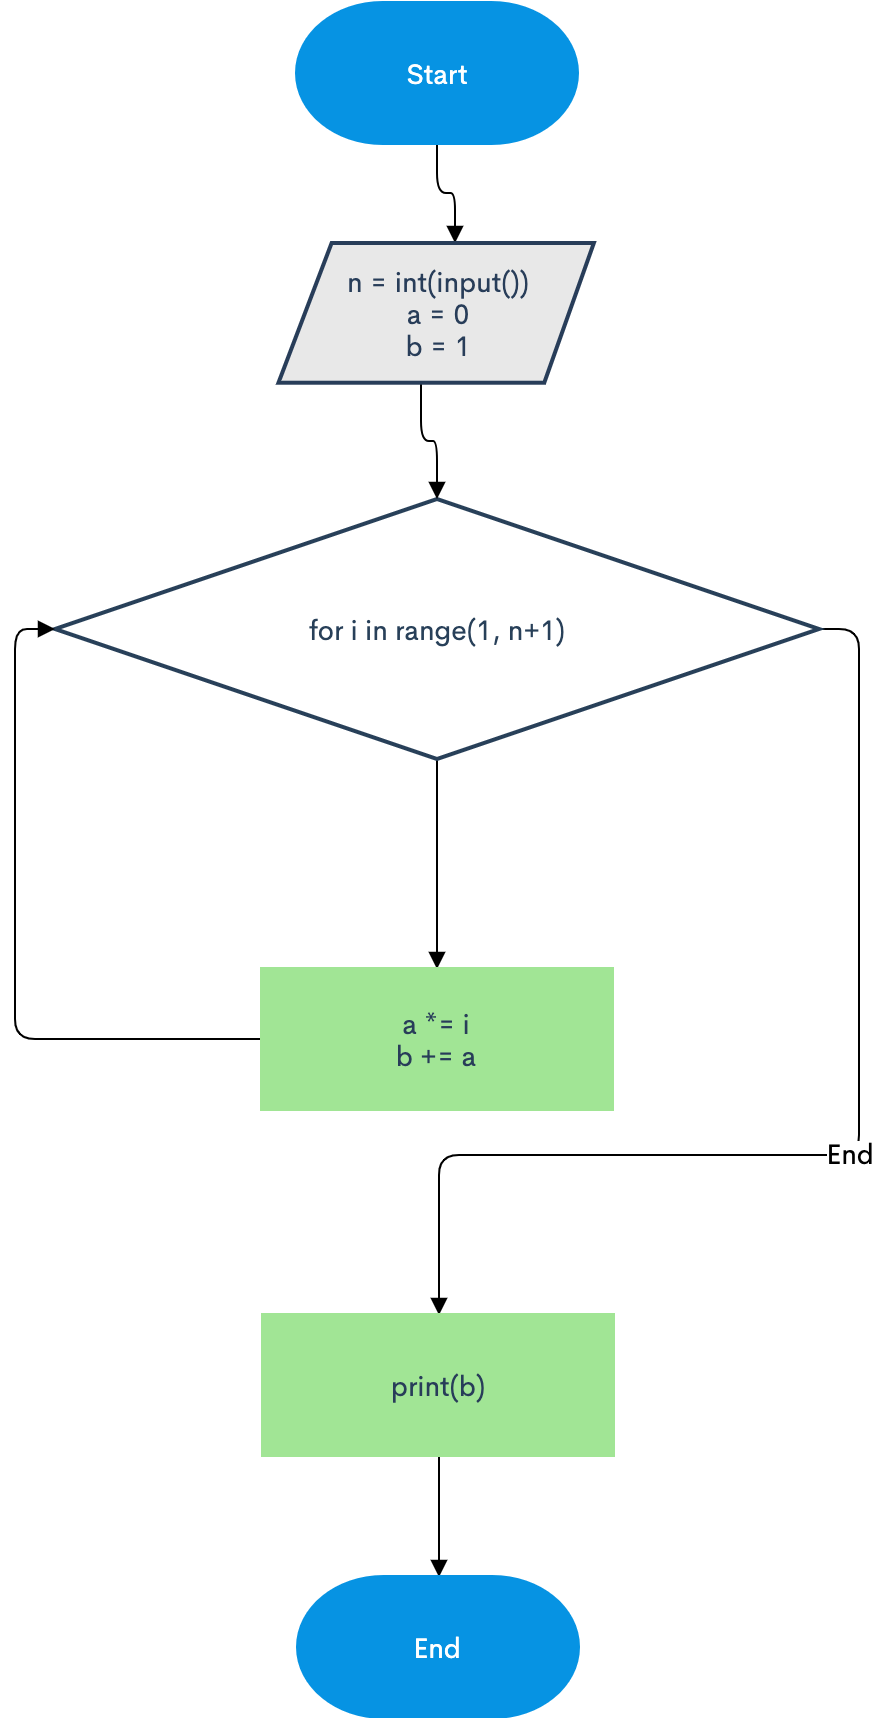 Start
n = int(input())
a = 0
b = 1
for i in range(1, n+1)
a *= i
b += a
End
print(b)
End